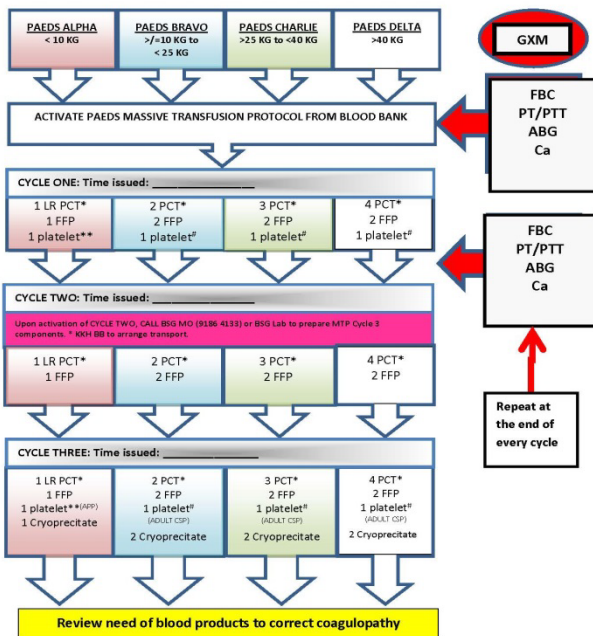 PAEDS ALPHA
< 10 KG
PAEDS BRAVO
>/=10 KG to
< 25 KG
PAEDS CHARLIE
>25 KG to <40 KG
PAEDS DELTA
>40 KG
GXM
ACTIVATE PAEDS MASSIVE TRANSFUSION PROTOCOL FROM BLOOD BANK
FBC
PT/PTT
ABG
Ca
CYCLE ONE: Time issued: ___________________
1 LR PCT*
1 FFP
1 platelet**
2 PCT*
2 FFP
1 platelet#
3 PCT*
2 FFP
1 platelet#
4 PCT*
2 FFP
1 platelet#
FBC
PT/PTT
ABG
Ca
CYCLE TWO: Time issued: ___________________
Upon activation of CYCLE TWO, CALL BSG MO (9186 4133) or BSG Lab to prepare MTP Cycle 3
components. * KKH BB to arrange transport.
1 LR PCT*
1 FFP
2 PCT*
2 FFP
3 PCT*
2 FFP
4 PCT*
2 FFP
Repeat at
the end of
every cycle
CYCLE THREE: Time issued: ___________________
1 LR PCT*
1 FFP
1 platelet**(APP)
1 Cryoprecitate
2 PCT*
2 FFP
1 platelet#
(ADULT CSP)
2 Cryoprecitate
3 PCT*
2 FFP
1 platelet#
(ADULT CSP)
2 Cryoprecitate
4 PCT*
2 FFP
1 platelet#
(ADULT CSP)
2 Cryoprecitate
Review need of blood products to correct coagulopathy